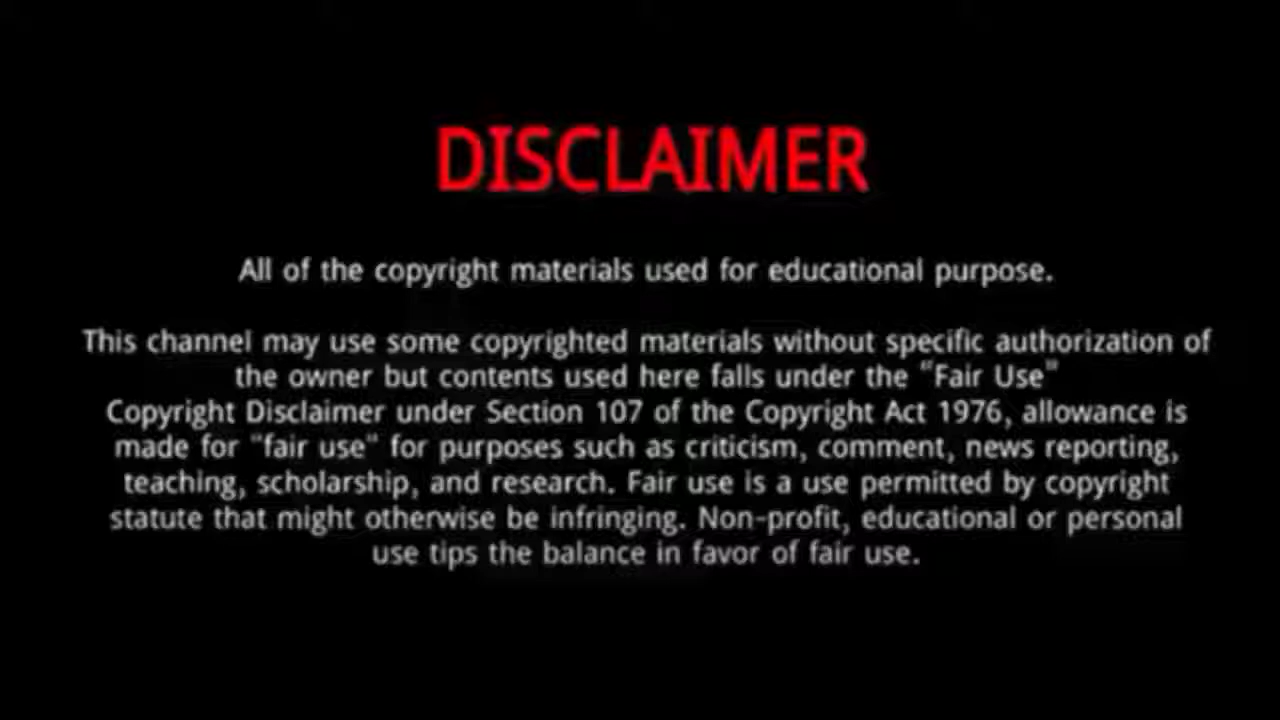 DISCLAIMER
All of the copyright materials used for educational purpose.
This channel may use some copyrighted materials without specific authorization of
the owner but contents used here falls under the "Fair Use"
Copyright Disclaimer under Section 107 of the Copyright Act 1976, allowance is
made for "fair use" for purposes such as criticism, comment, news reporting,
teaching, scholarship, and research. Fair use is a use permitted by copyright
statute that might otherwise be infringing. Non-profit, educational or personal
use tips the balance in favor of fair use.